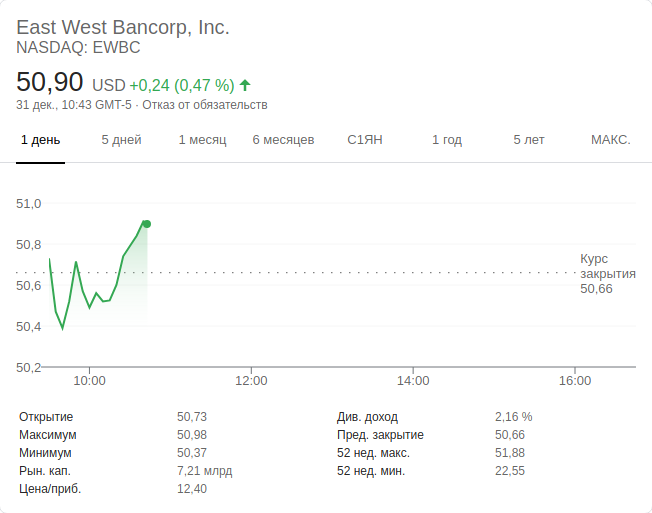 East West Bancorp, Inc.
NASDAQ: EWBC
50,90 USD +0,24 (0,47 %)
31 дек., 10:43 GMT-5 · Отказ от обязательств
1 день 5 дней 1 месяц 6 месяцев С1ЯН 1 год 5 лет МАКС.
51,0
50,8
50,6
50,4
50,2
Курс
закрытия
50,66
10:00 12:00 14:00 16:00
Открытие 50,73 Див. доход 2,16 %
Максимум 50,98 Пред. закрытие 50,66
Минимум 50,37 52 нед. макс. 51,88
Рын. кап. 7,21 млрд 52 нед. мин. 22,55
Цена/приб. 12,40